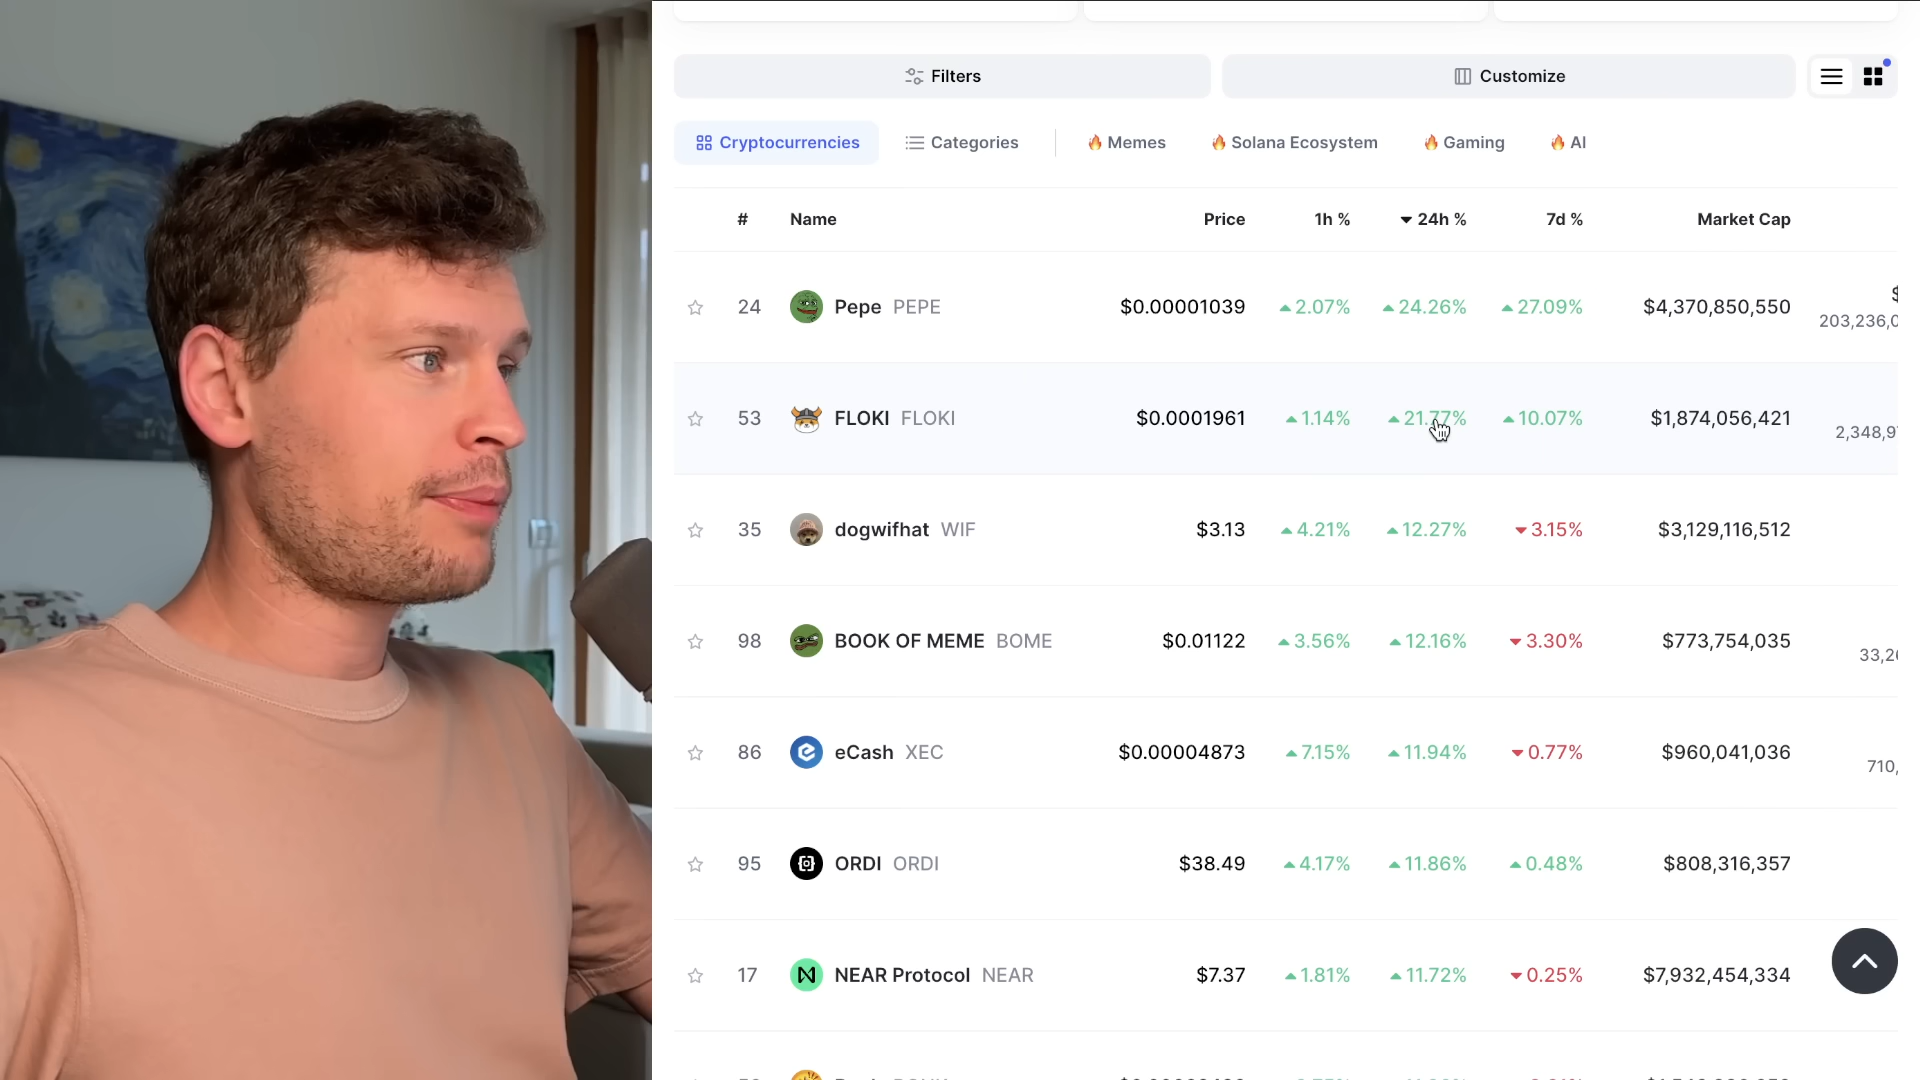 Filters
Customize
Cryptocurrencies
Categories
Memes
Solana Ecosystem
Gaming
AI
# Name Price 1h % 24h % 7d % Market Cap
24 Pepe PEPE $0.00001039 2.07% 24.26% 27.09% $4,370,850,550
203,236,0
53 FLOKI FLOKI $0.0001961 1.14% 21.77% 10.07% $1,874,056,421
2,348,9
35 dogwifhat WIF $3.13 4.21% 12.27% 3.15% $3,129,116,512
98 BOOK OF MEME BOME $0.01122 3.56% 12.16% 3.30% $773,754,035
33,26
86 eCash XEC $0.00004873 7.15% 11.94% 0.77% $960,041,036
710,
95 ORDI ORDI $38.49 4.17% 11.86% 0.48% $808,316,357
17 NEAR Protocol NEAR $7.37 1.81% 11.72% 0.25% $7,932,454,334